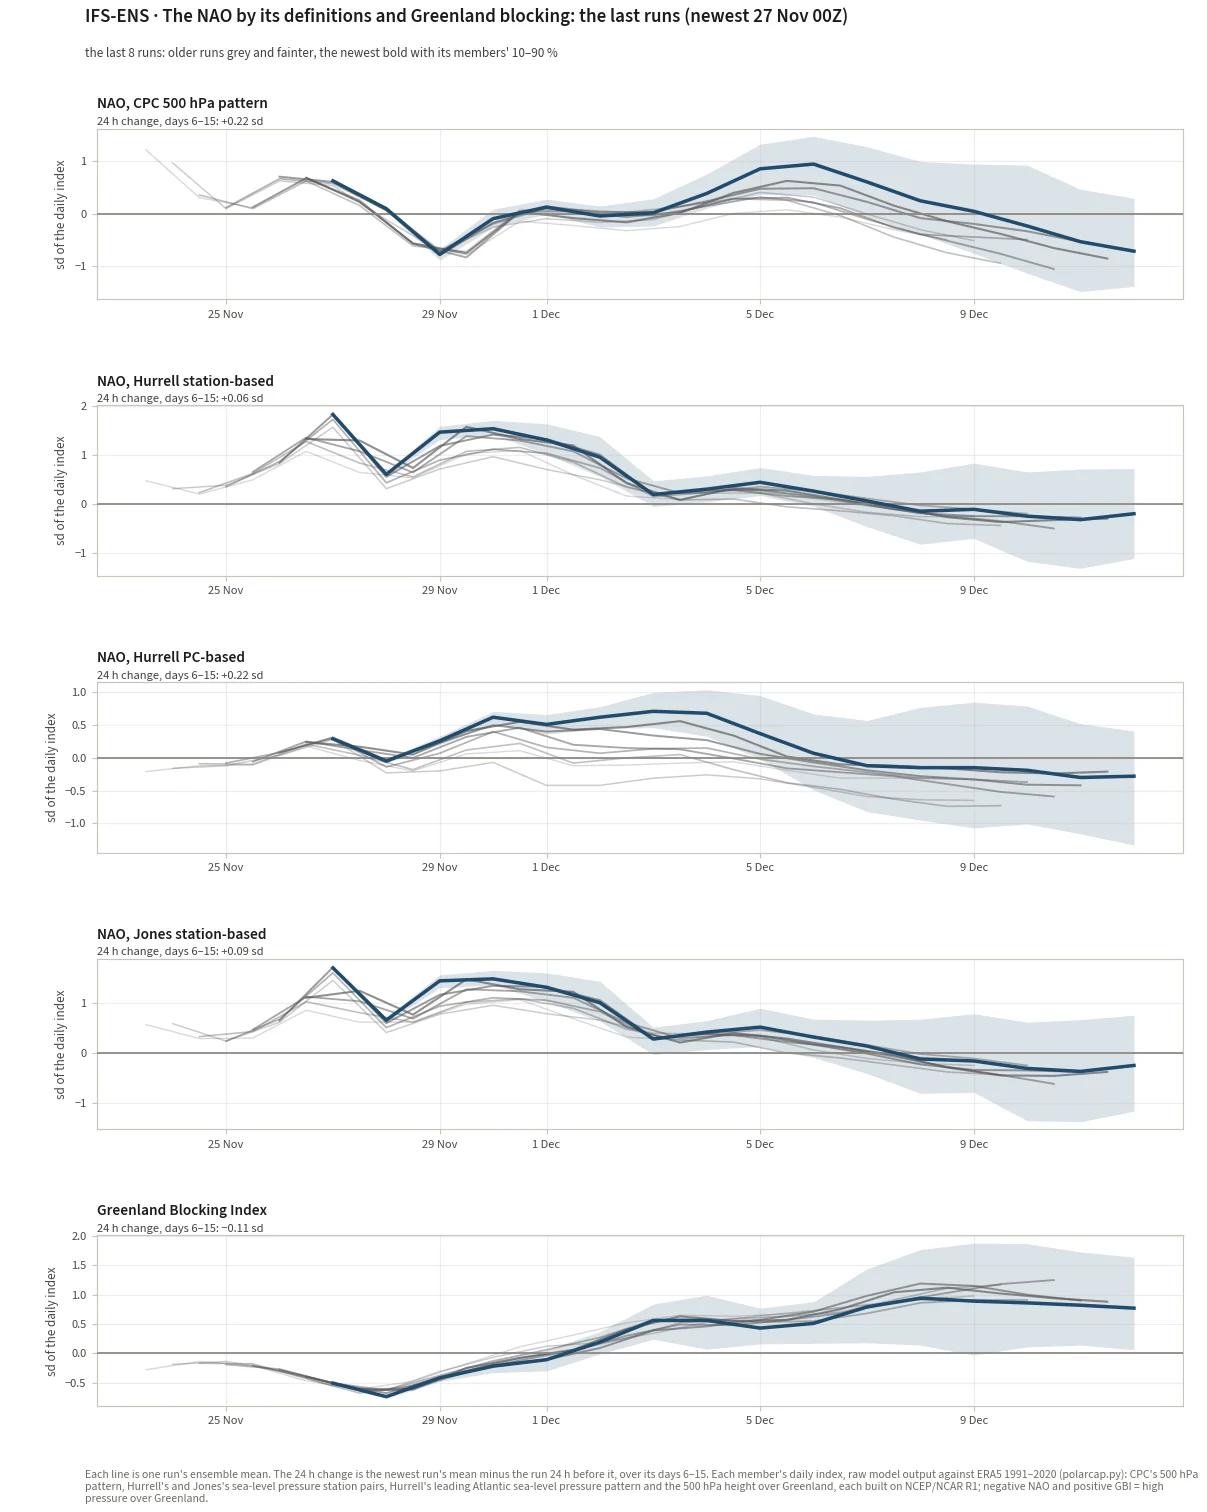 IFS-ENS · The NAO by its definitions and Greenland blocking: the last runs (newest 27 Nov 00Z)
the last 8 runs: older runs grey and fainter, the newest bold with its members' 10–90 %
NAO, CPC 500 hPa pattern
24 h change, days 6–15: +0.22 sd
sd of the daily index
1
0
−1
25 Nov
29 Nov
1 Dec
5 Dec
9 Dec
NAO, Hurrell station-based
24 h change, days 6–15: +0.06 sd
sd of the daily index
2
1
0
−1
25 Nov
29 Nov
1 Dec
5 Dec
9 Dec
NAO, Hurrell PC-based
24 h change, days 6–15: +0.22 sd
sd of the daily index
1.0
0.5
0.0
−0.5
−1.0
25 Nov
29 Nov
1 Dec
5 Dec
9 Dec
NAO, Jones station-based
24 h change, days 6–15: +0.09 sd
sd of the daily index
1
0
−1
25 Nov
29 Nov
1 Dec
5 Dec
9 Dec
Greenland Blocking Index
24 h change, days 6–15: −0.11 sd
sd of the daily index
2.0
1.5
1.0
0.5
0.0
−0.5
25 Nov
29 Nov
1 Dec
5 Dec
9 Dec
Each line is one run's ensemble mean. The 24 h change is the newest run's mean minus the run 24 h before it, over its days 6–15. Each member's daily index, raw model output against ERA5 1991–2020 (polarcap.py): CPC's 500 hPa
pattern, Hurrell's and Jones's sea-level pressure station pairs, Hurrell's leading Atlantic sea-level pressure pattern and the 500 hPa height over Greenland, each built on NCEP/NCAR R1; negative NAO and positive GBI = high
pressure over Greenland.